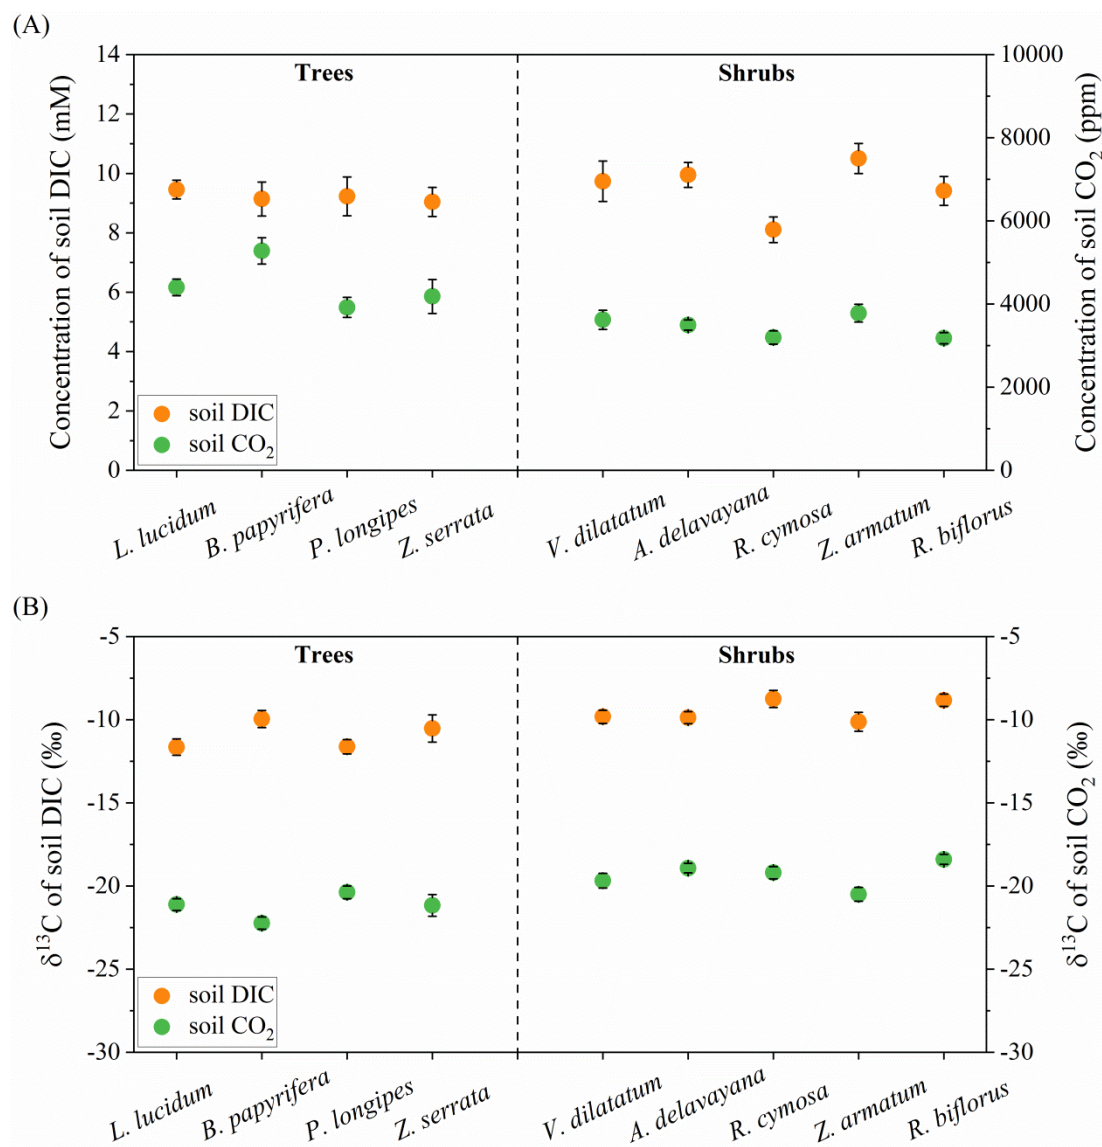 (A)
Concentration of soil DIC (mM)
14
12
10
8
6
4
2
0
Trees
Shrubs
soil DIC
soil CO₂
10000
8000
6000
4000
2000
0
Concentration of soil CO₂ (ppm)
L. lucidum
B. papyrifera
P. longipes
Z. serrata
V. dilatatum
A. delavayana
R. cymosa
Z. armatum
R. biflorus
(B)
δ¹³C of soil DIC (‰)
-5
-10
-15
-20
-25
-30
Trees
Shrubs
soil DIC
soil CO₂
-5
-10
-15
-20
-25
-30
δ¹³C of soil CO₂ (‰)
L. lucidum
B. papyrifera
P. longipes
Z. serrata
V. dilatatum
A. delavayana
R. cymosa
Z. armatum
R. biflorus